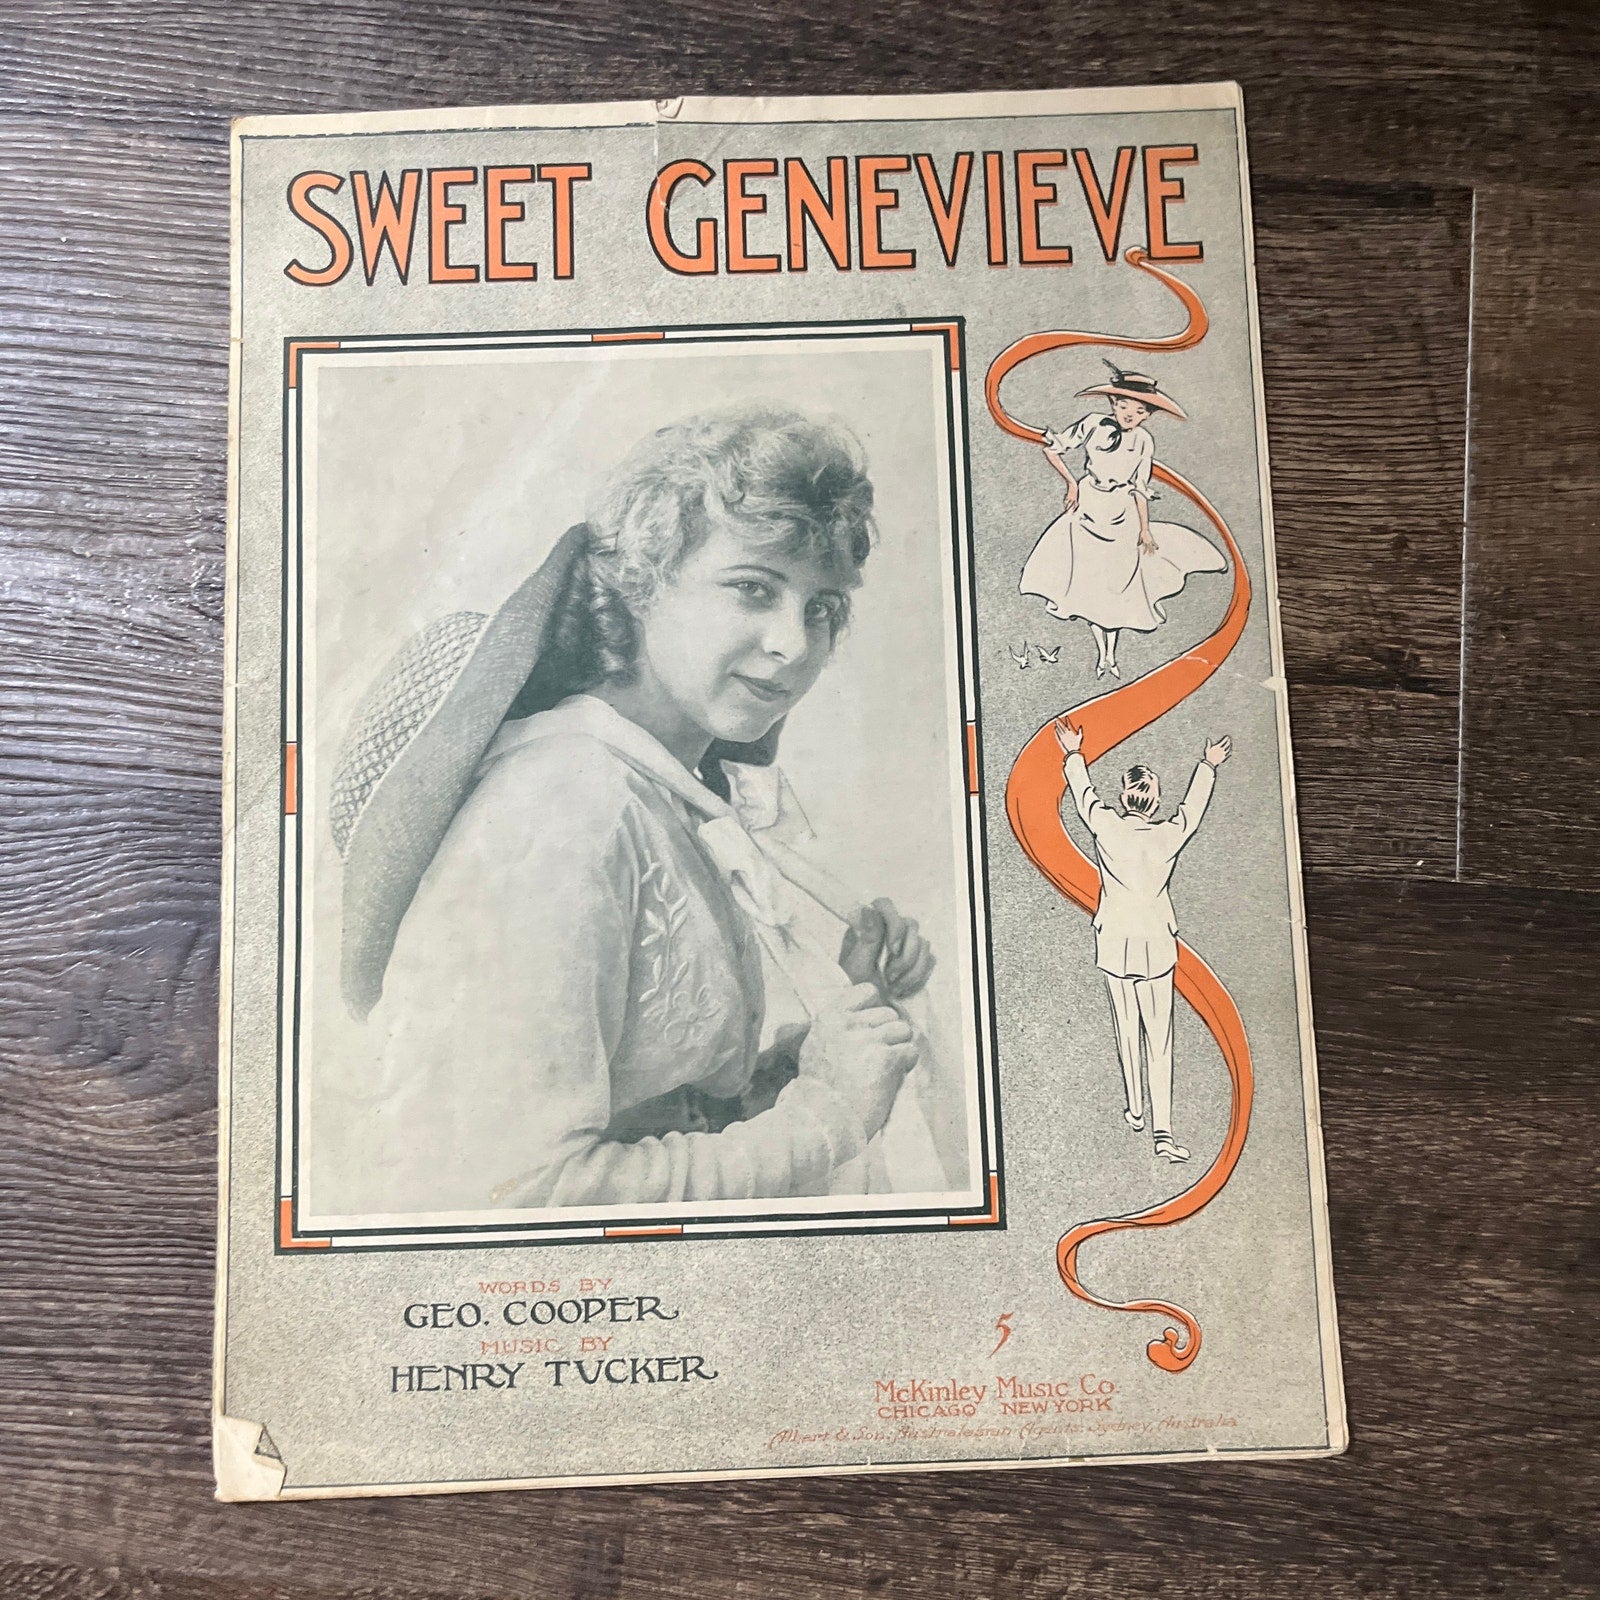 SWEET GENEVIEVE
WORDS BY
GEO. COOPER
MUSIC BY
HENRY TUCKER
5
McKinley Music Co.
CHICAGO NEW YORK
Albert & Son, Australasian Agents, Sydney, Australia